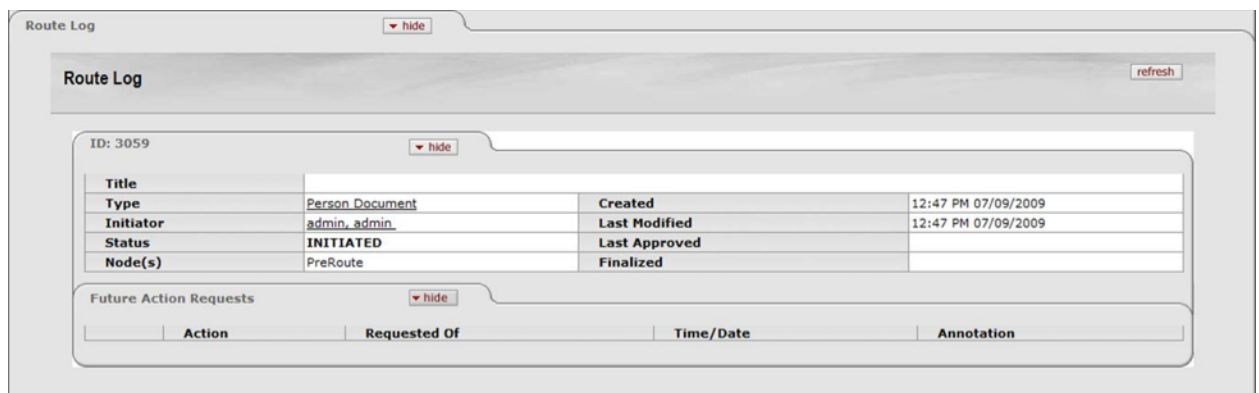 Route Log hide
Route Log refresh
ID: 3059 hide
Title
Type Person Document Created 12:47 PM 07/09/2009
Initiator admin, admin Last Modified 12:47 PM 07/09/2009
Status INITIATED Last Approved
Node(s) PreRoute Finalized
Future Action Requests hide
Action Requested Of Time/Date Annotation